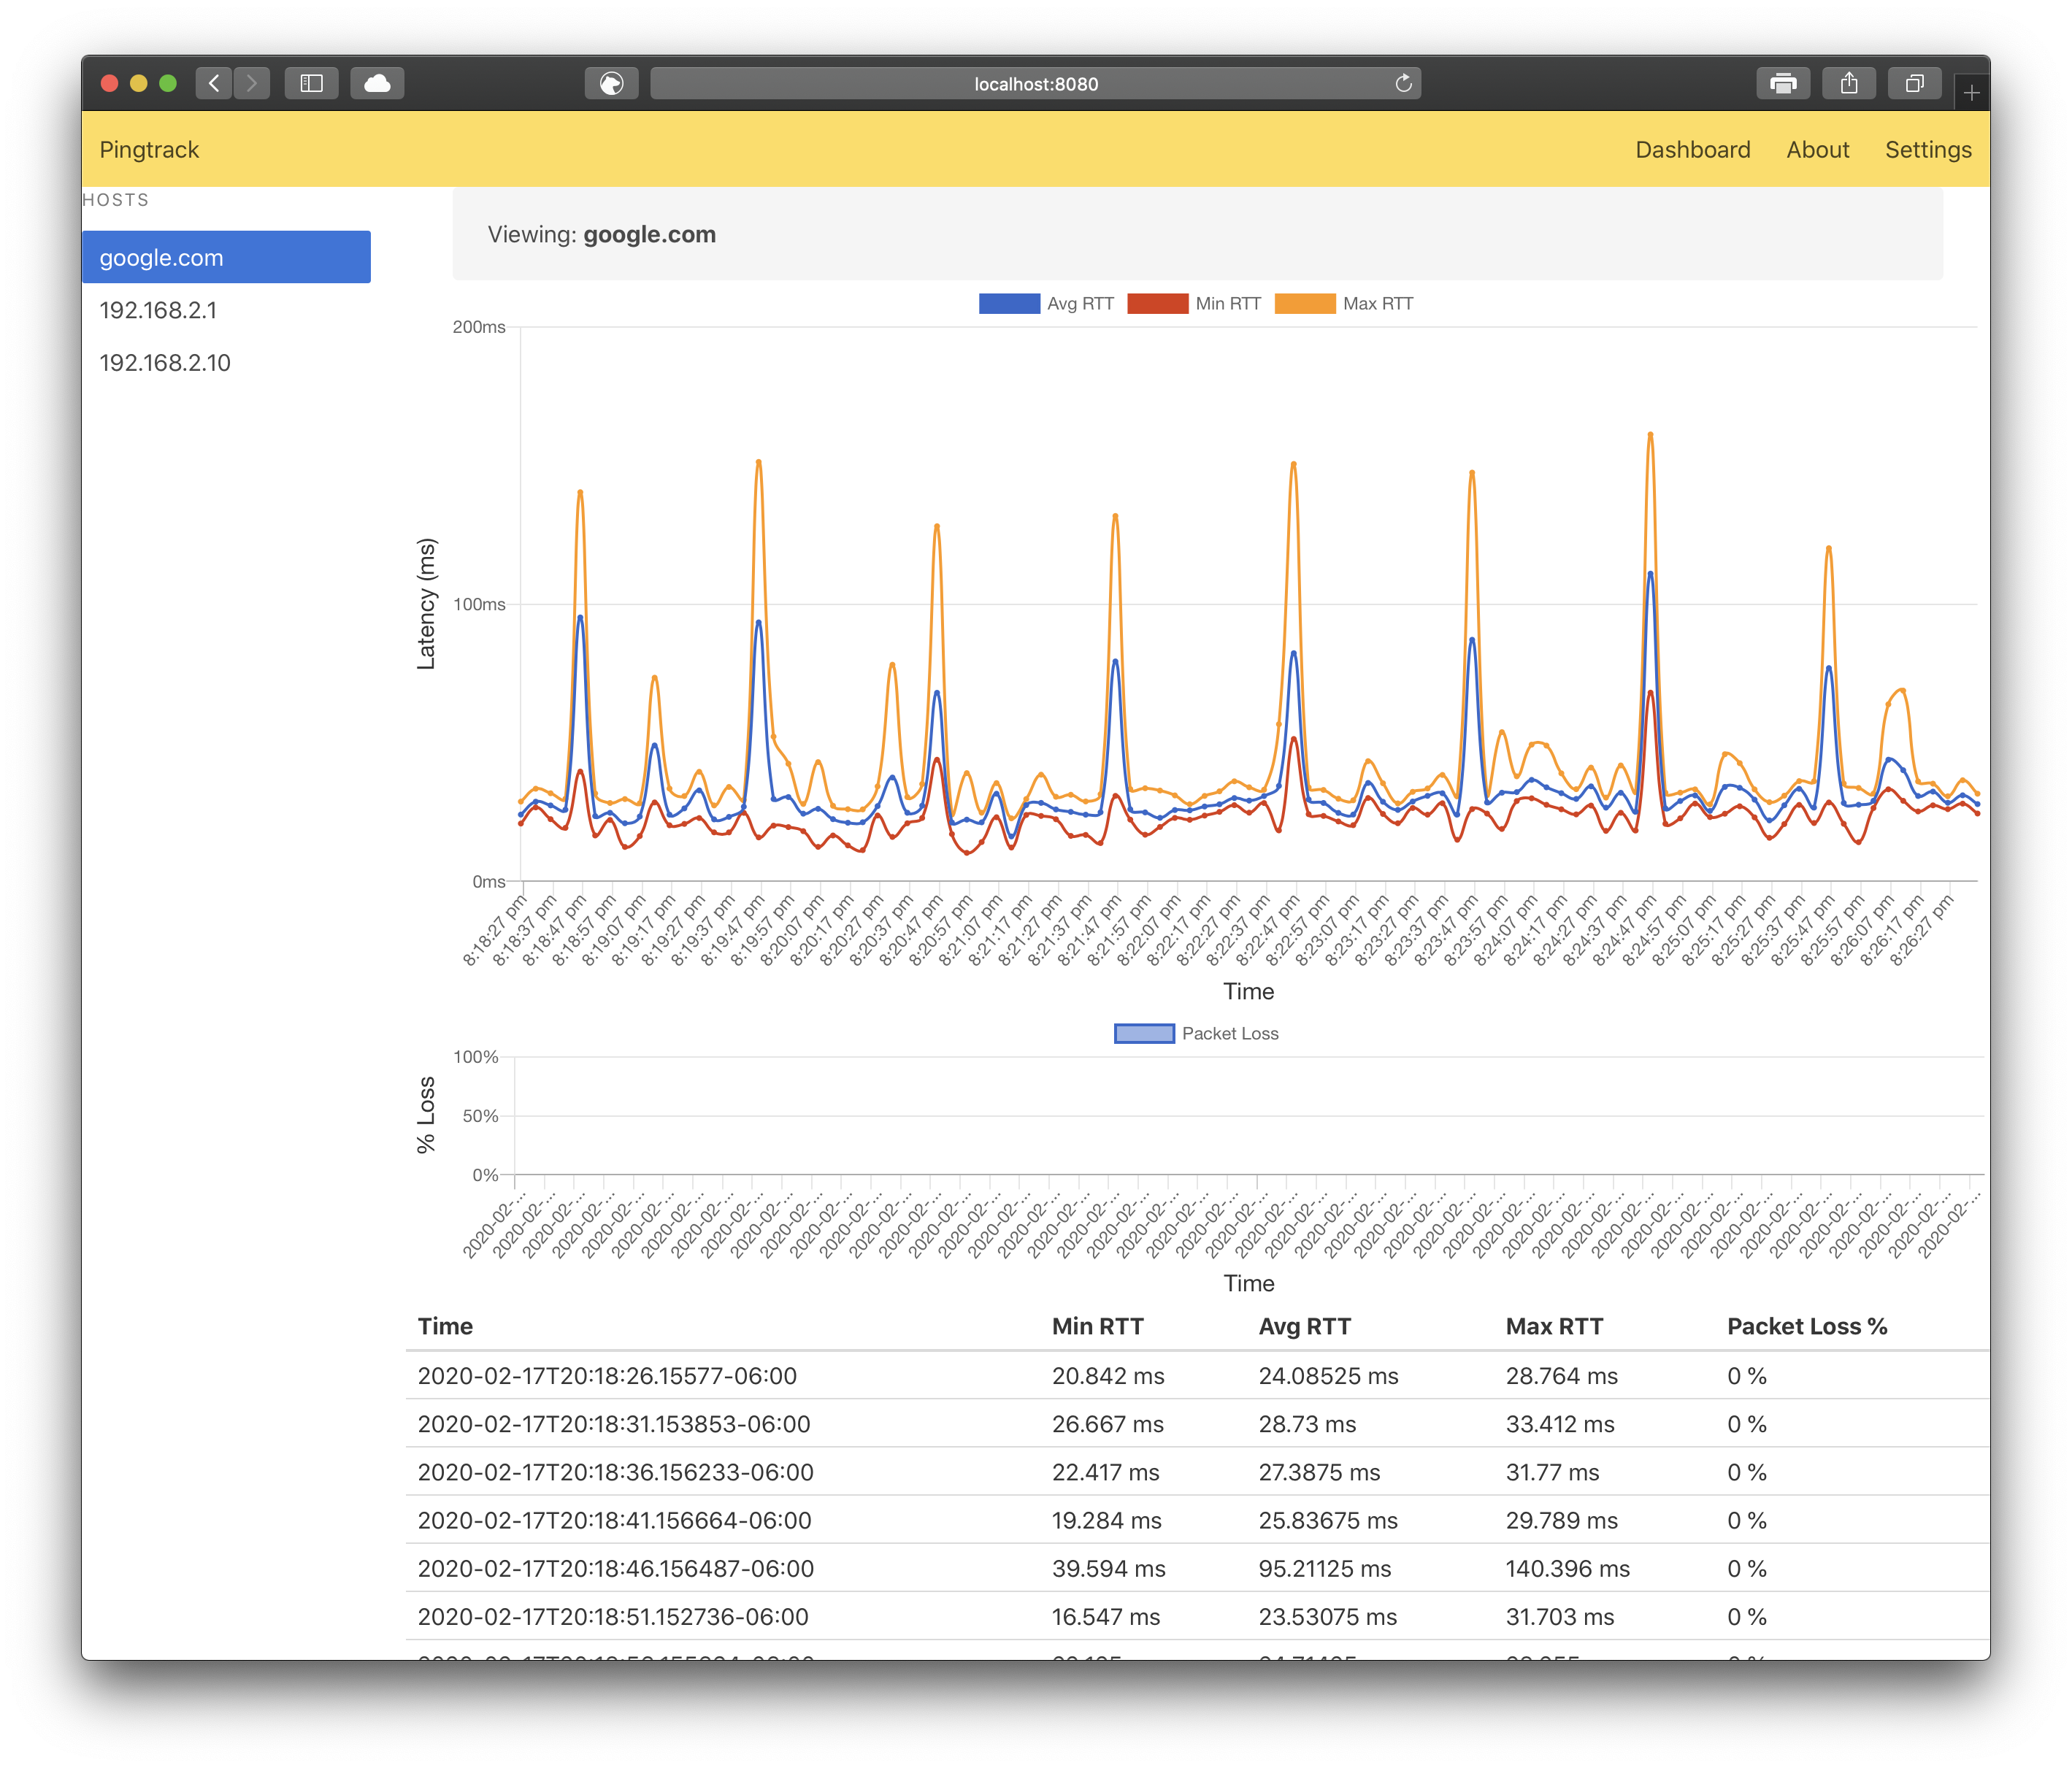 localhost:8080
Pingtrack Dashboard About Settings
HOSTS
google.com
192.168.2.1
192.168.2.10
Viewing: google.com
Avg RTT Min RTT Max RTT
200ms
100ms
0ms
Latency (ms)
8:18:27 pm 8:18:37 pm 8:18:47 pm 8:18:57 pm 8:19:07 pm 8:19:17 pm 8:19:27 pm 8:19:37 pm 8:19:47 pm 8:19:57 pm 8:20:07 pm 8:20:17 pm 8:20:27 pm 8:20:37 pm 8:20:47 pm 8:20:57 pm 8:21:07 pm 8:21:17 pm 8:21:27 pm 8:21:37 pm 8:21:47 pm 8:21:57 pm 8:22:07 pm 8:22:17 pm 8:22:27 pm 8:22:37 pm 8:22:47 pm 8:22:57 pm 8:23:07 pm 8:23:17 pm 8:23:27 pm 8:23:37 pm 8:23:47 pm 8:23:57 pm 8:24:07 pm 8:24:17 pm 8:24:27 pm 8:24:37 pm 8:24:47 pm 8:24:57 pm 8:25:07 pm 8:25:17 pm 8:25:27 pm 8:25:37 pm 8:25:47 pm 8:25:57 pm 8:26:07 pm 8:26:17 pm 8:26:27 pm
Time
Packet Loss
100%
50%
0%
% Loss
2020-02-... 2020-02-... 2020-02-... 2020-02-... 2020-02-... 2020-02-... 2020-02-... 2020-02-... 2020-02-... 2020-02-... 2020-02-... 2020-02-... 2020-02-... 2020-02-... 2020-02-... 2020-02-... 2020-02-... 2020-02-... 2020-02-... 2020-02-... 2020-02-... 2020-02-... 2020-02-... 2020-02-... 2020-02-... 2020-02-... 2020-02-... 2020-02-... 2020-02-... 2020-02-... 2020-02-... 2020-02-... 2020-02-... 2020-02-... 2020-02-... 2020-02-... 2020-02-... 2020-02-... 2020-02-... 2020-02-... 2020-02-... 2020-02-... 2020-02-... 2020-02-... 2020-02-... 2020-02-... 2020-02-... 2020-02-... 2020-02-... 2020-02-...
Time
Time Min RTT Avg RTT Max RTT Packet Loss %
2020-02-17T20:18:26.15577-06:00 20.842 ms 24.08525 ms 28.764 ms 0 %
2020-02-17T20:18:31.153853-06:00 26.667 ms 28.73 ms 33.412 ms 0 %
2020-02-17T20:18:36.156233-06:00 22.417 ms 27.3875 ms 31.77 ms 0 %
2020-02-17T20:18:41.156664-06:00 19.284 ms 25.83675 ms 29.789 ms 0 %
2020-02-17T20:18:46.156487-06:00 39.594 ms 95.21125 ms 140.396 ms 0 %
2020-02-17T20:18:51.152736-06:00 16.547 ms 23.53075 ms 31.703 ms 0 %